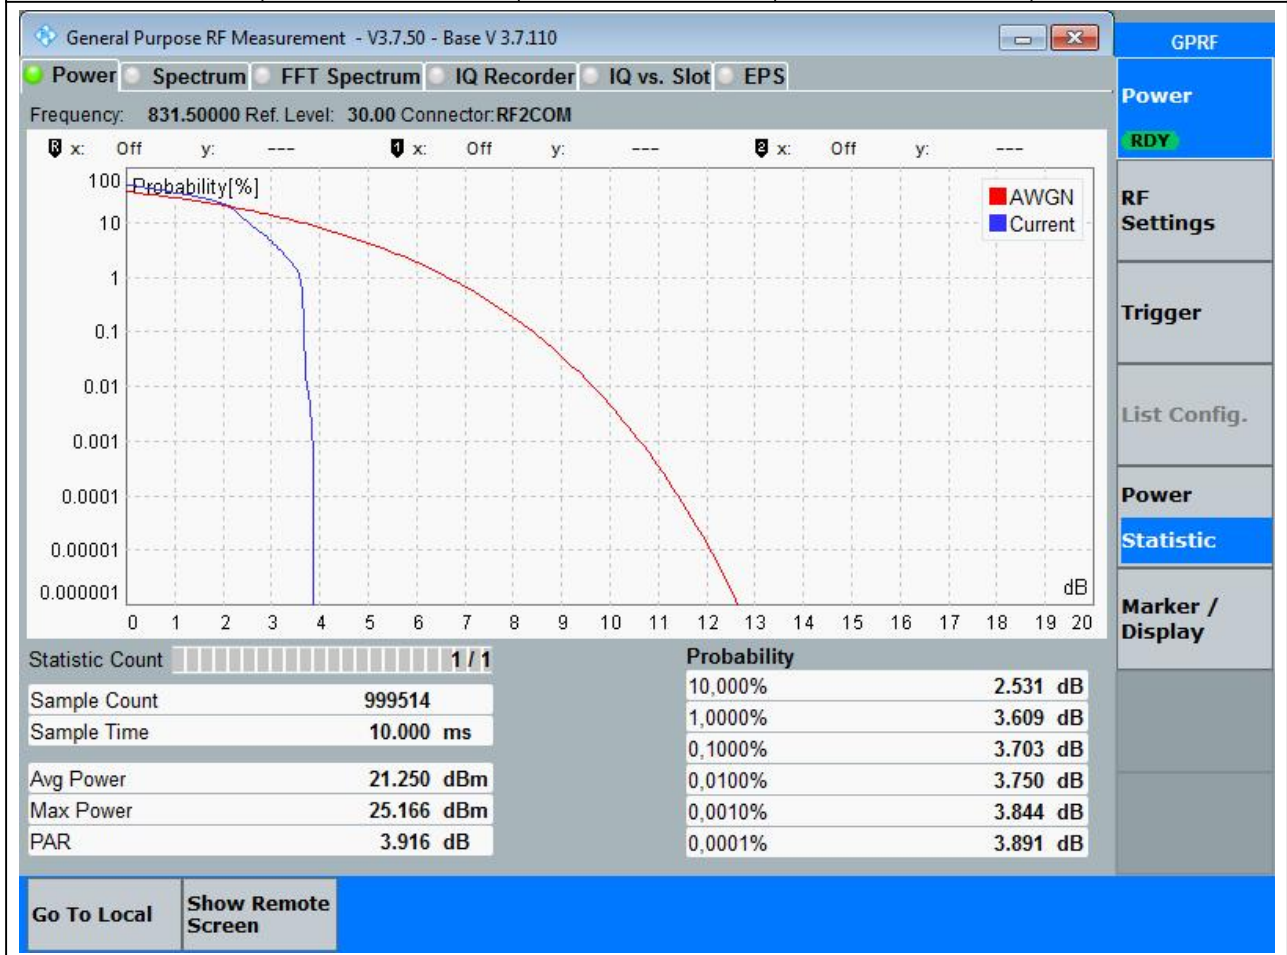 General Purpose RF Measurement - V3.7.50 - Base V 3.7.110
GPRF
Power Spectrum FFT Spectrum IQ Recorder IQ vs. Slot EPS
Frequency: 831.50000 Ref. Level: 30.00 Connector: RF2COM
R x: Off y: --- 1 x: Off y: --- 2 x: Off y: ---
Probability[%]
AWGN
Current
100
10
1
0.1
0.01
0.001
0.0001
0.00001
0.000001
dB
0 1 2 3 4 5 6 7 8 9 10 11 12 13 14 15 16 17 18 19 20
Statistic Count 1 / 1
Sample Count 999514
Sample Time 10.000 ms
Avg Power 21.250 dBm
Max Power 25.166 dBm
PAR 3.916 dB
Probability
10,000% 2.531 dB
1,0000% 3.609 dB
0,1000% 3.703 dB
0,0100% 3.750 dB
0,0010% 3.844 dB
0,0001% 3.891 dB
Power
RDY
RF
Settings
Trigger
List Config.
Power
Statistic
Marker /
Display
Go To Local
Show Remote
Screen